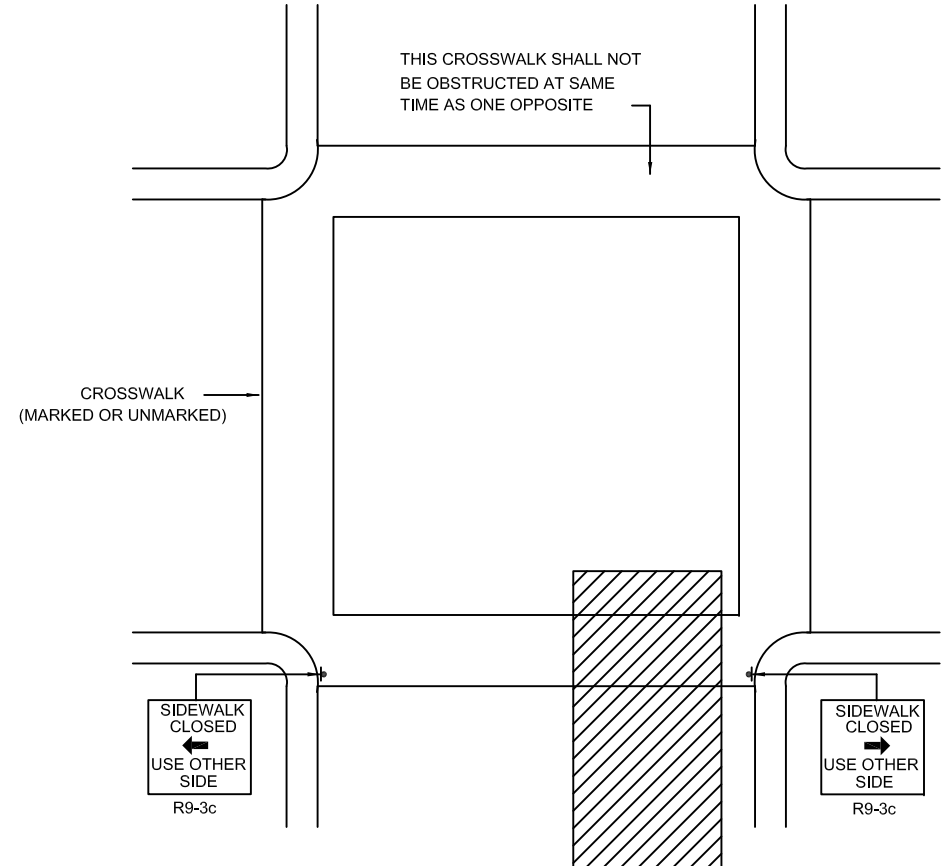 THIS CROSSWALK SHALL NOT
BE OBSTRUCTED AT SAME
TIME AS ONE OPPOSITE
CROSSWALK
(MARKED OR UNMARKED)
SIDEWALK
CLOSED
USE OTHER
SIDE
R9-3c
SIDEWALK
CLOSED
USE OTHER
SIDE
R9-3c